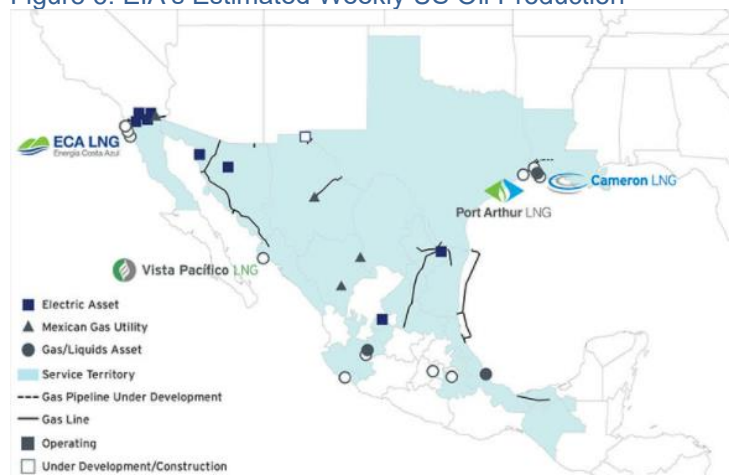 Figure 6: EIA's Estimated Weekly US Oil Production
ECA LNG
Energía Costa Azul
Cameron LNG
Port Arthur LNG
Vista Pacífico LNG
Electric Asset
Mexican Gas Utility
Gas/Liquids Asset
Service Territory
Gas Pipeline Under Development
Gas Line
Operating
Under Development/Construction